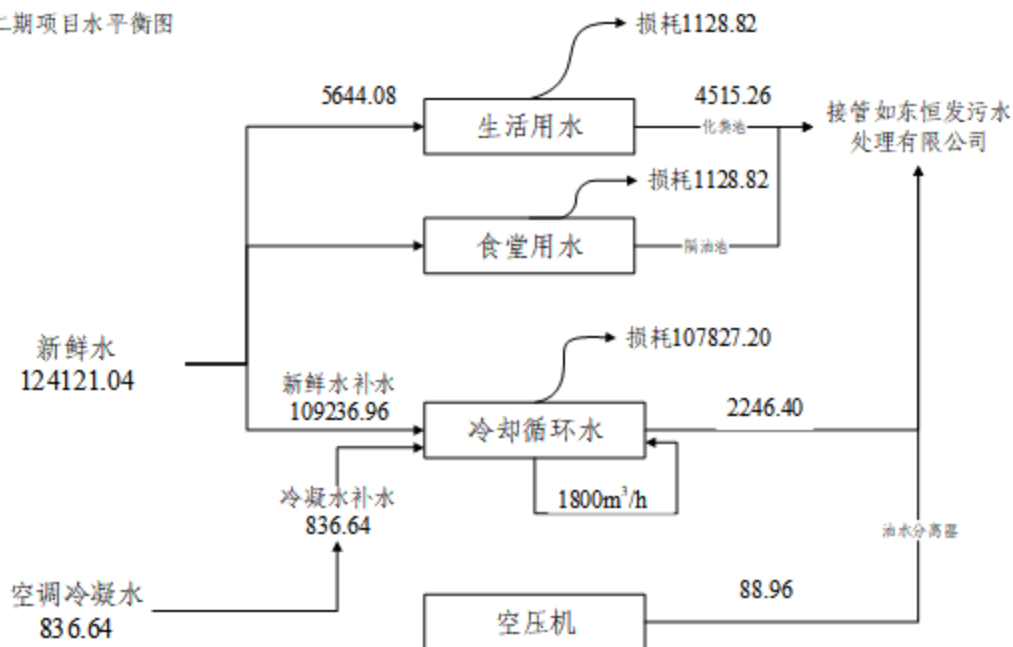 二期项目水平衡图
损耗1128.82
5644.08
4515.26
生活用水
化粪池
接管如东恒发污水
处理有限公司
损耗1128.82
食堂用水
隔油池
新鲜水
124121.04
损耗107827.20
新鲜水补水
109236.96
2246.40
冷却循环水
1800m³/h
冷凝水补水
836.64
油水分离器
空调冷凝水
836.64
88.96
空压机